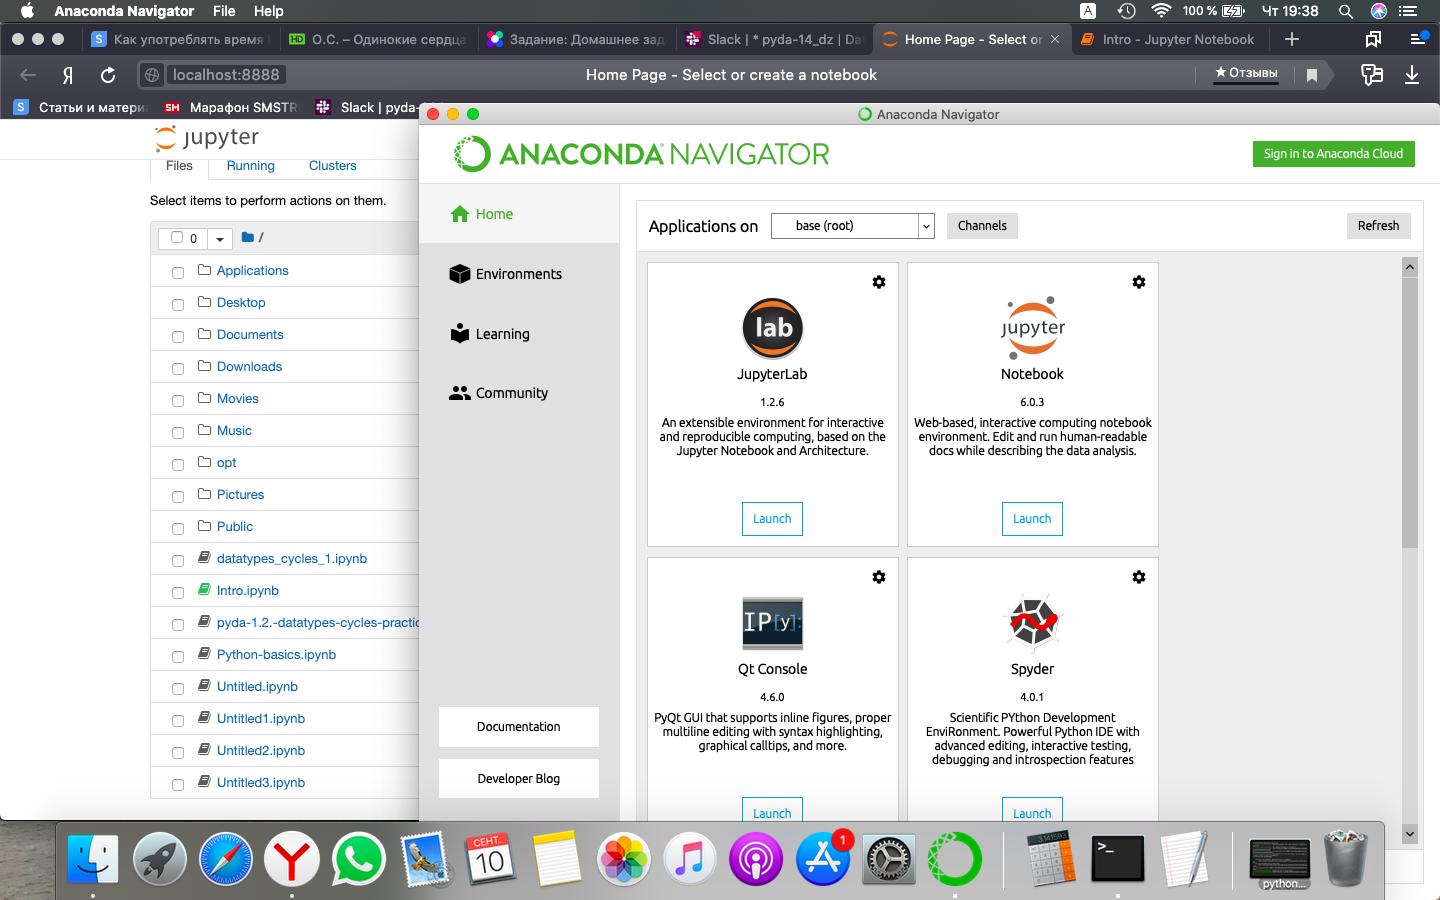 Anaconda Navigator File Help
A 100 % Чт 19:38
Как употреблять время
HD О.С. – Одинокие сердца
Задание: Домашнее зад
Slack | * pyda-14_dz | Dat
Home Page - Select or
Intro - Jupyter Notebook
Я localhost:8888
Home Page - Select or create a notebook
★ Отзывы
S Статьи и матери
SM Марафон SMSTR
Slack | pyda-
Anaconda Navigator
jupyter
ANACONDA NAVIGATOR
Sign in to Anaconda Cloud
Files Running Clusters
Select items to perform actions on them.
0 /
Applications
Desktop
Documents
Downloads
Movies
Music
opt
Pictures
Public
datatypes_cycles_1.ipynb
Intro.ipynb
pyda-1.2.-datatypes-cycles-practic
Python-basics.ipynb
Untitled.ipynb
Untitled1.ipynb
Untitled2.ipynb
Untitled3.ipynb
Home
Environments
Learning
Community
Documentation
Developer Blog
Applications on base (root) Channels Refresh
lab
JupyterLab
1.2.6
An extensible environment for interactive
and reproducible computing, based on the
Jupyter Notebook and Architecture.
Launch
jupyter
Notebook
6.0.3
Web-based, interactive computing notebook
environment. Edit and run human-readable
docs while describing the data analysis.
Launch
IP[y]:
Qt Console
4.6.0
PyQt GUI that supports inline figures, proper
multiline editing with syntax highlighting,
graphical calltips, and more.
Launch
Spyder
4.0.1
Scientific PYthon Development
EnviRonment. Powerful Python IDE with
advanced editing, interactive testing,
debugging and introspection features
Launch
СЕНТ.
10
1
3.141593
>_
python...